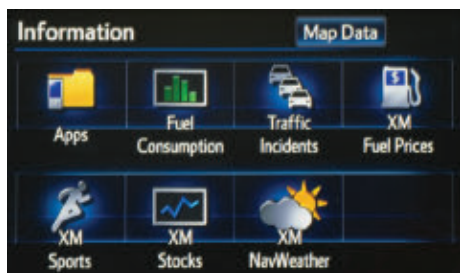 Information
Map Data
Apps
Fuel
Consumption
Traffic
Incidents
$
XM
Fuel Prices
XM
Sports
XM
Stocks
XM
NavWeather